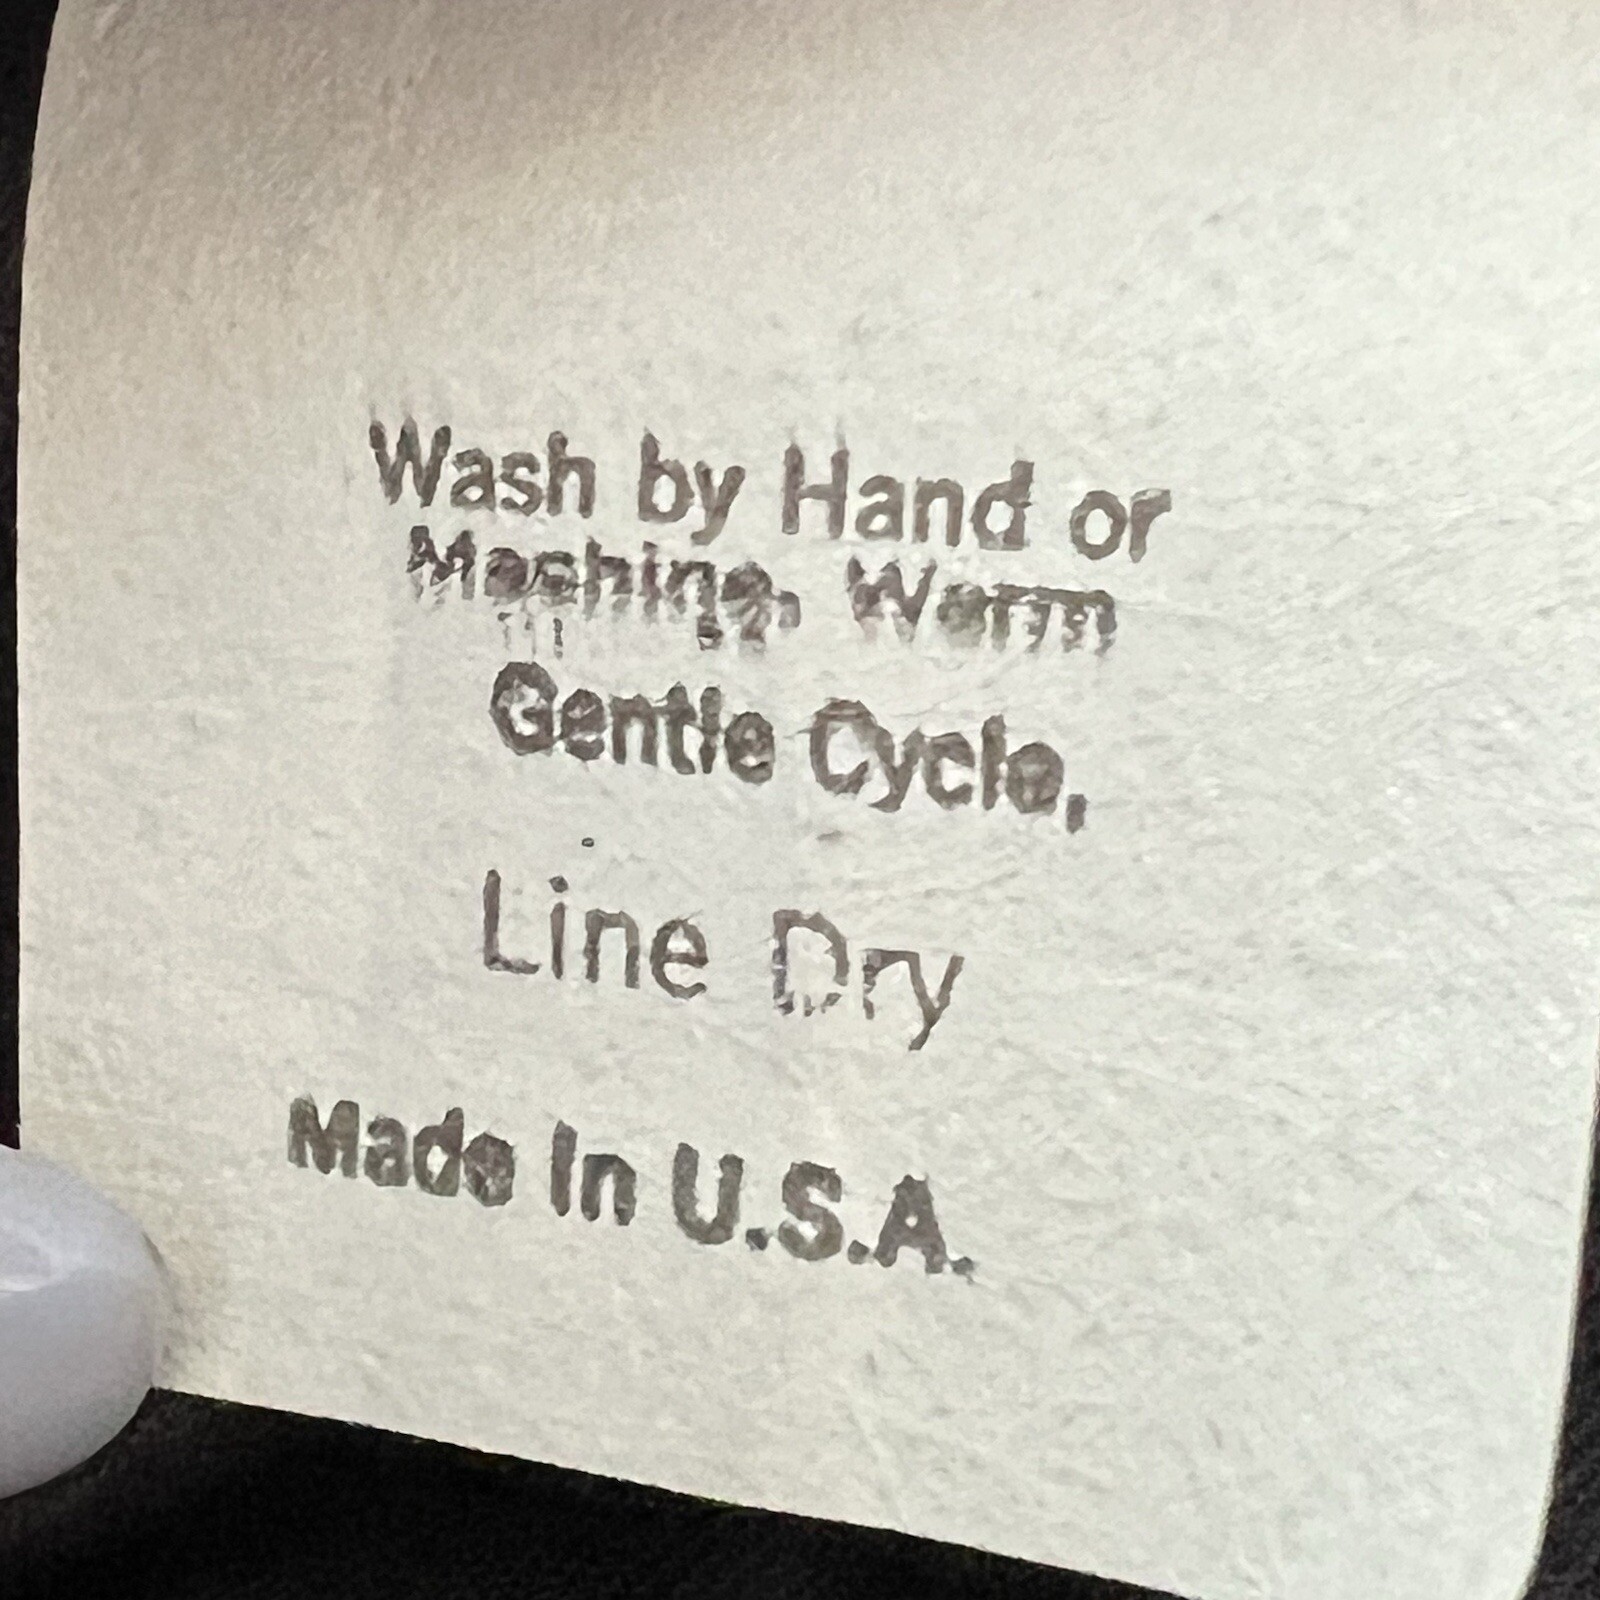 Wash by Hand or
Machine, Warm
Gentle Cycle,
Line Dry
Made In U.S.A.